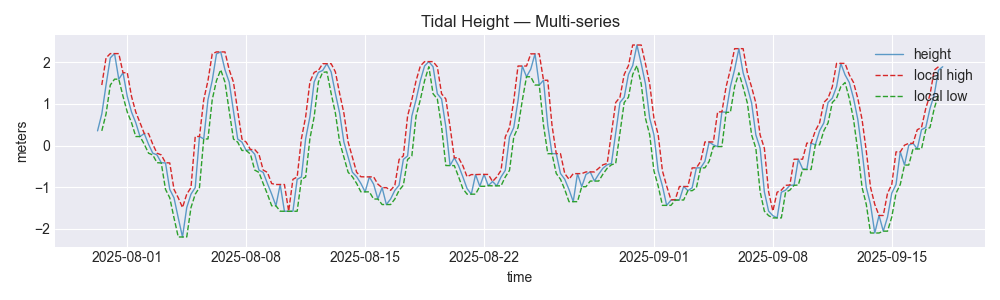 Tidal Height — Multi-series
meters
2
1
0
−1
−2
height
local high
local low
2025-08-01 2025-08-08 2025-08-15 2025-08-22 2025-09-01 2025-09-08 2025-09-15
time